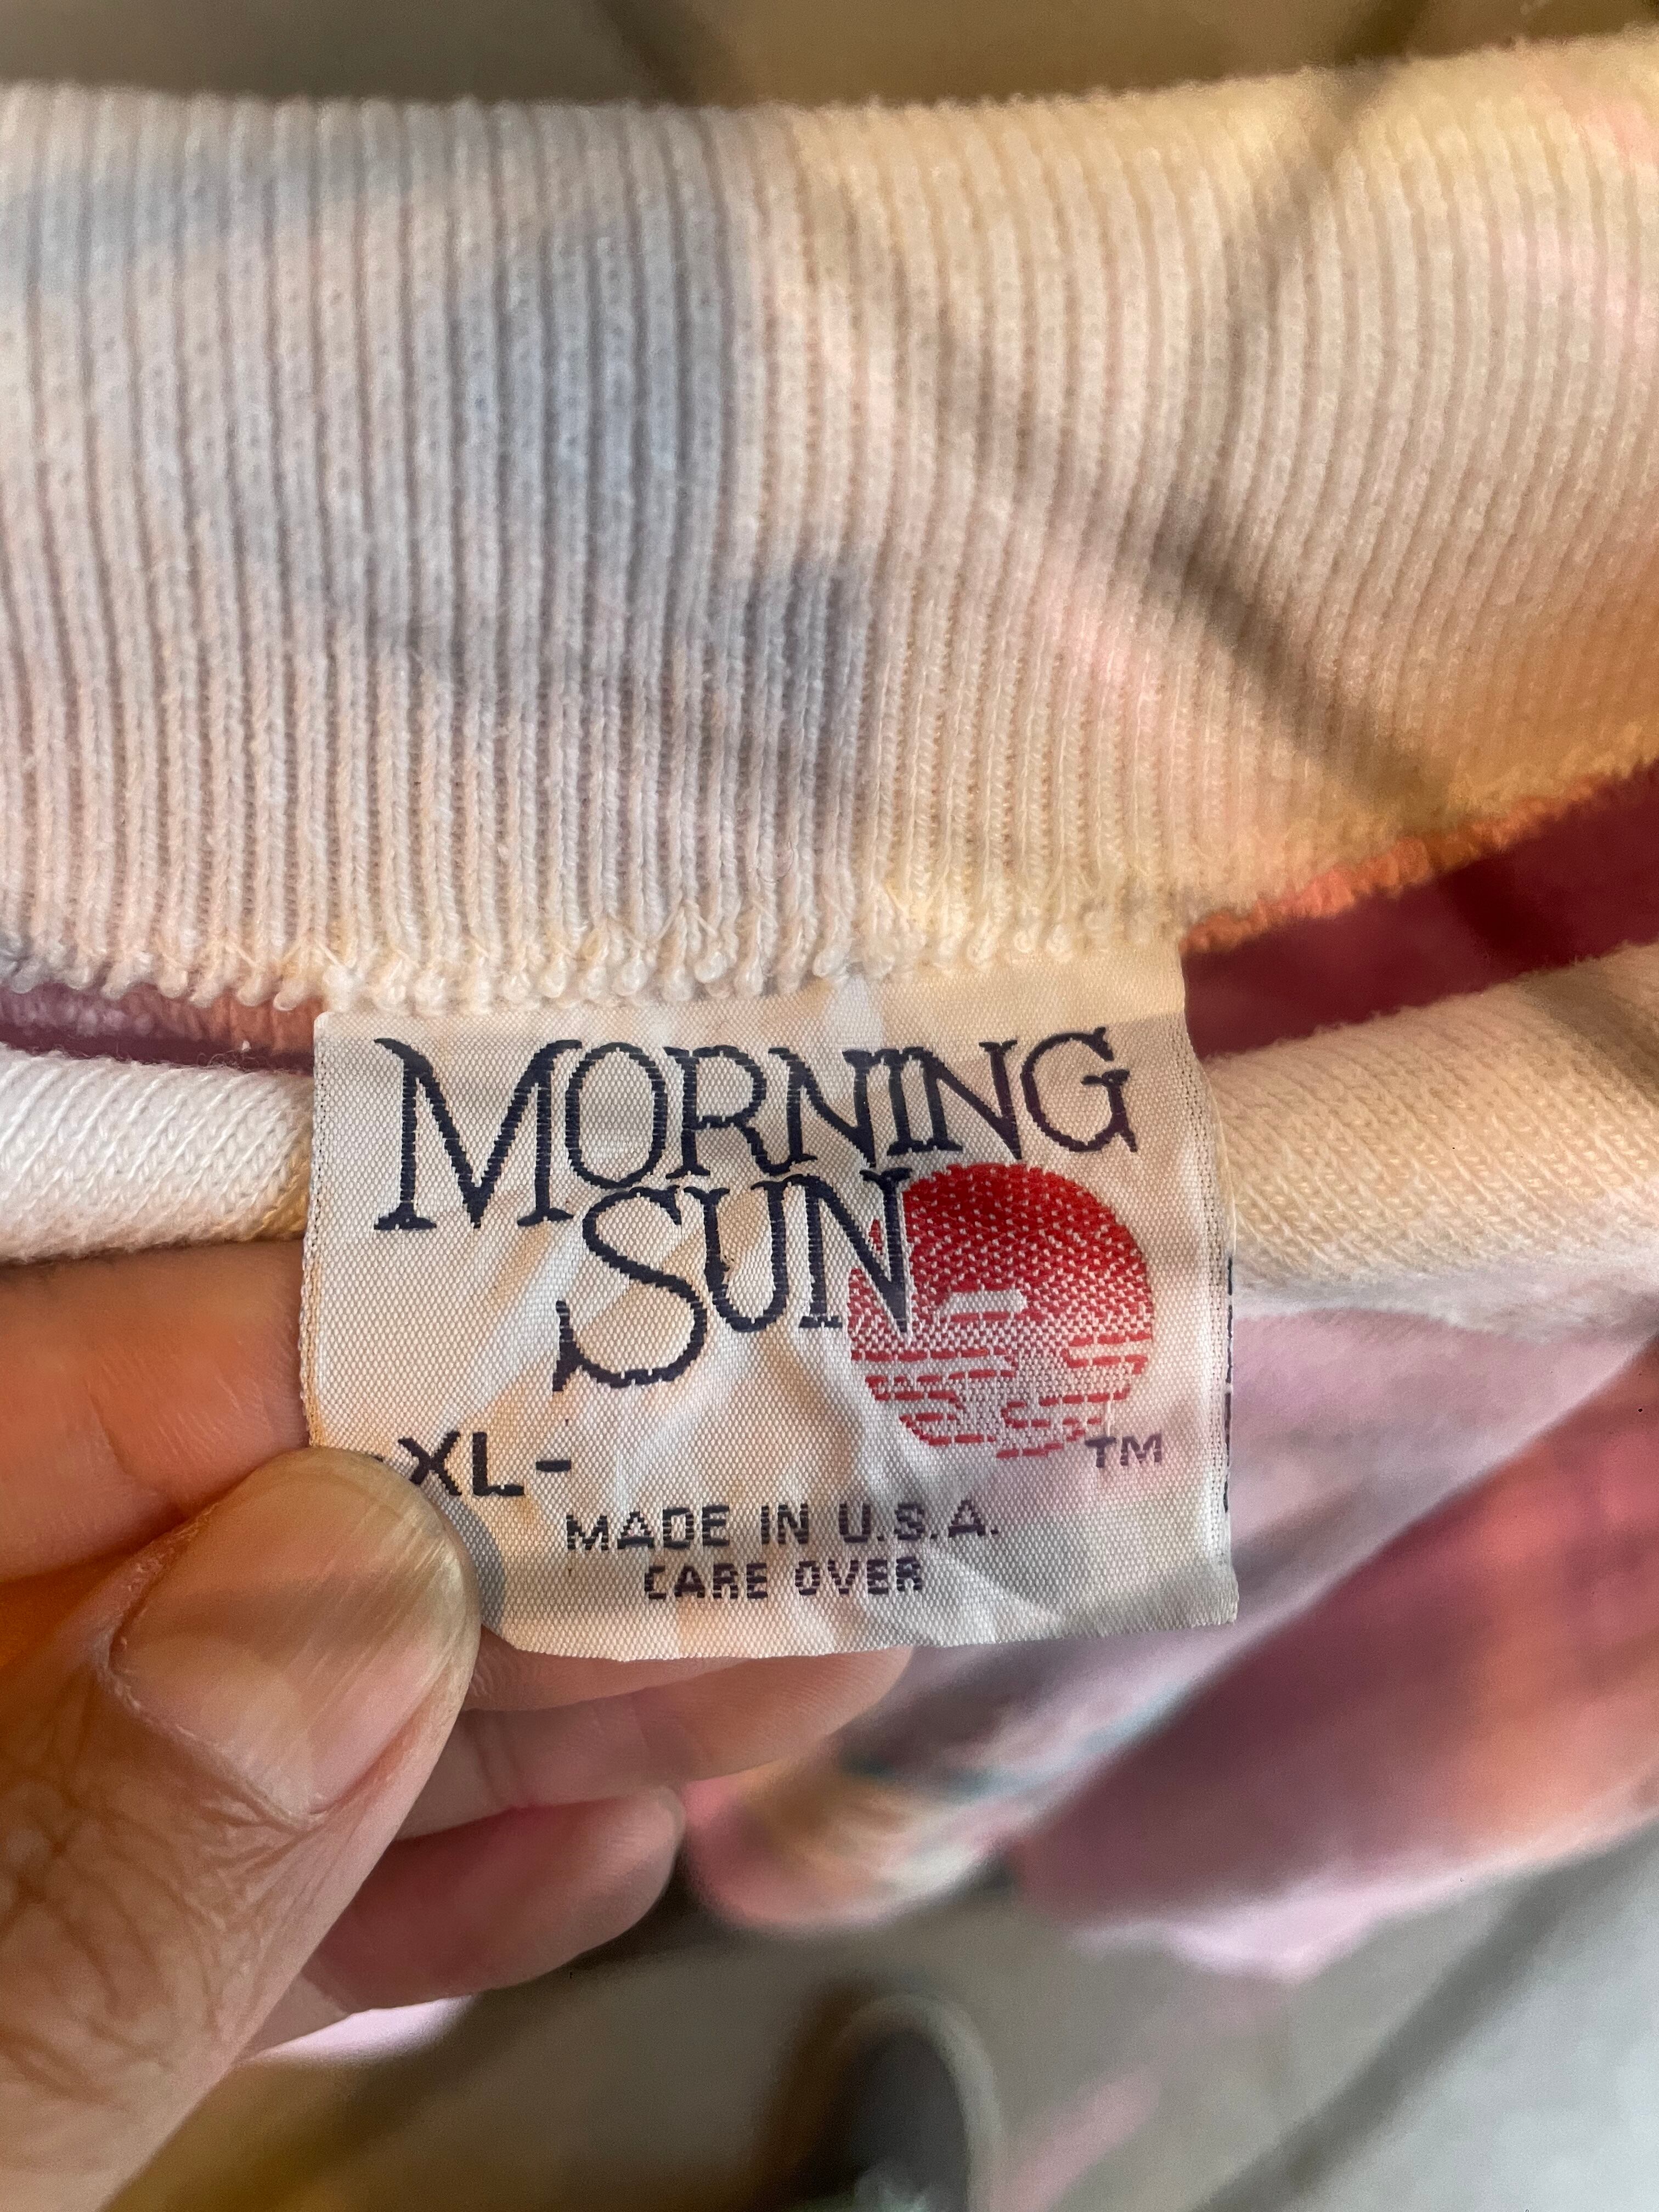 MORNING
SUN
-XL-
TM
MADE IN U.S.A.
CARE OVER